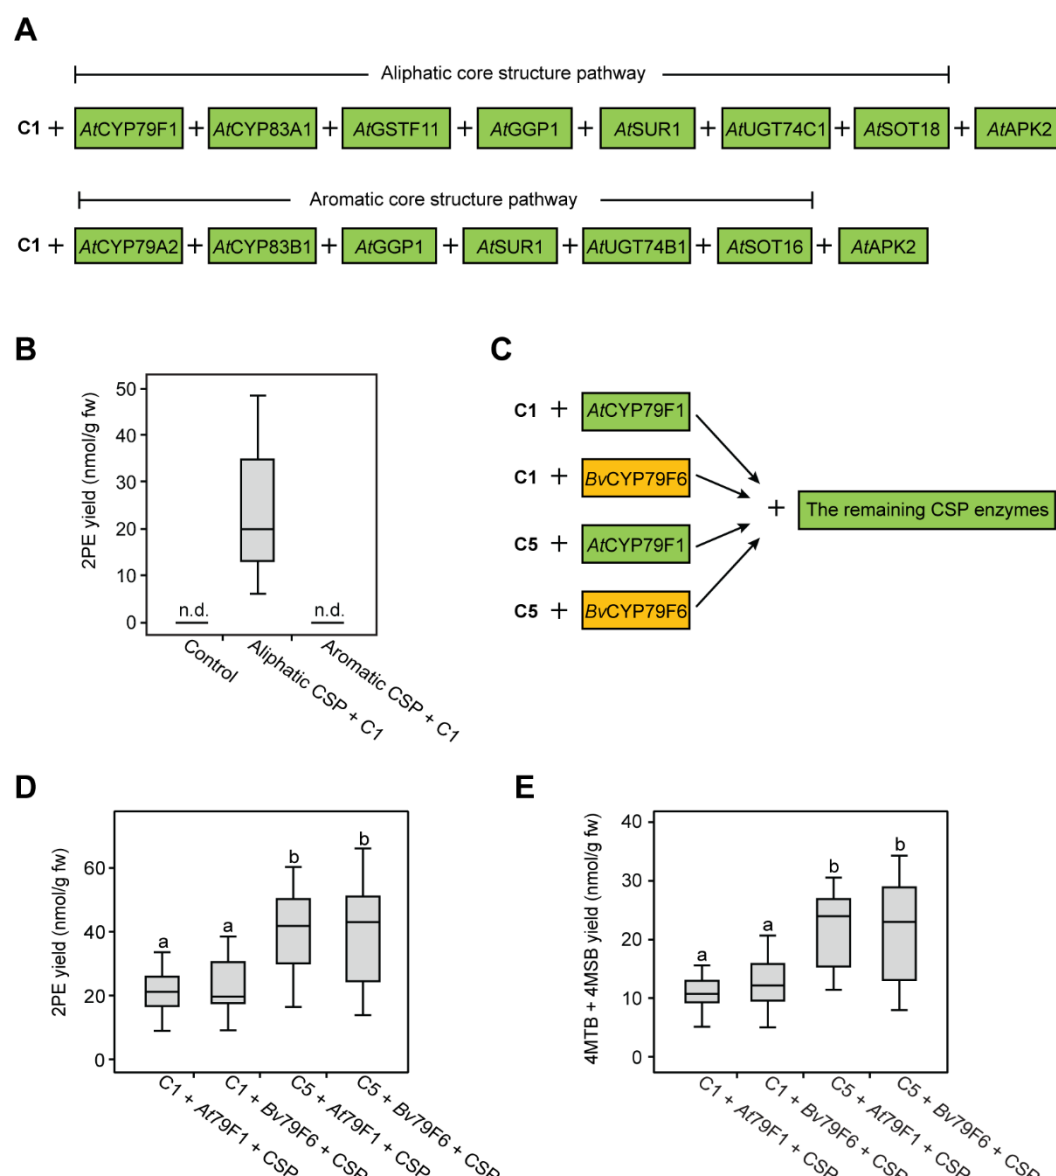 A
Aliphatic core structure pathway
C1 + AtCYP79F1 + AtCYP83A1 + AtGSTF11 + AtGGP1 + AtSUR1 + AtUGT74C1 + AtSOT18 + AtAPK2
Aromatic core structure pathway
C1 + AtCYP79A2 + AtCYP83B1 + AtGGP1 + AtSUR1 + AtUGT74B1 + AtSOT16 + AtAPK2
B
2PE yield (nmol/g fw)
50
40
30
20
10
0
n.d.
n.d.
Control
Aliphatic CSP + C1
Aromatic CSP + C1
C
C1 + AtCYP79F1
C1 + BvCYP79F6
C5 + AtCYP79F1
C5 + BvCYP79F6
+ The remaining CSP enzymes
D
2PE yield (nmol/g fw)
60
40
20
0
a
a
b
b
C1 + At79F1 + CSP
C1 + Bv79F6 + CSP
C5 + At79F1 + CSP
C5 + Bv79F6 + CSP
E
4MTB + 4MSB yield (nmol/g fw)
40
30
20
10
0
a
a
b
b
C1 + At79F1 + CSP
C1 + Bv79F6 + CSP
C5 + At79F1 + CSP
C5 + Bv79F6 + CSP